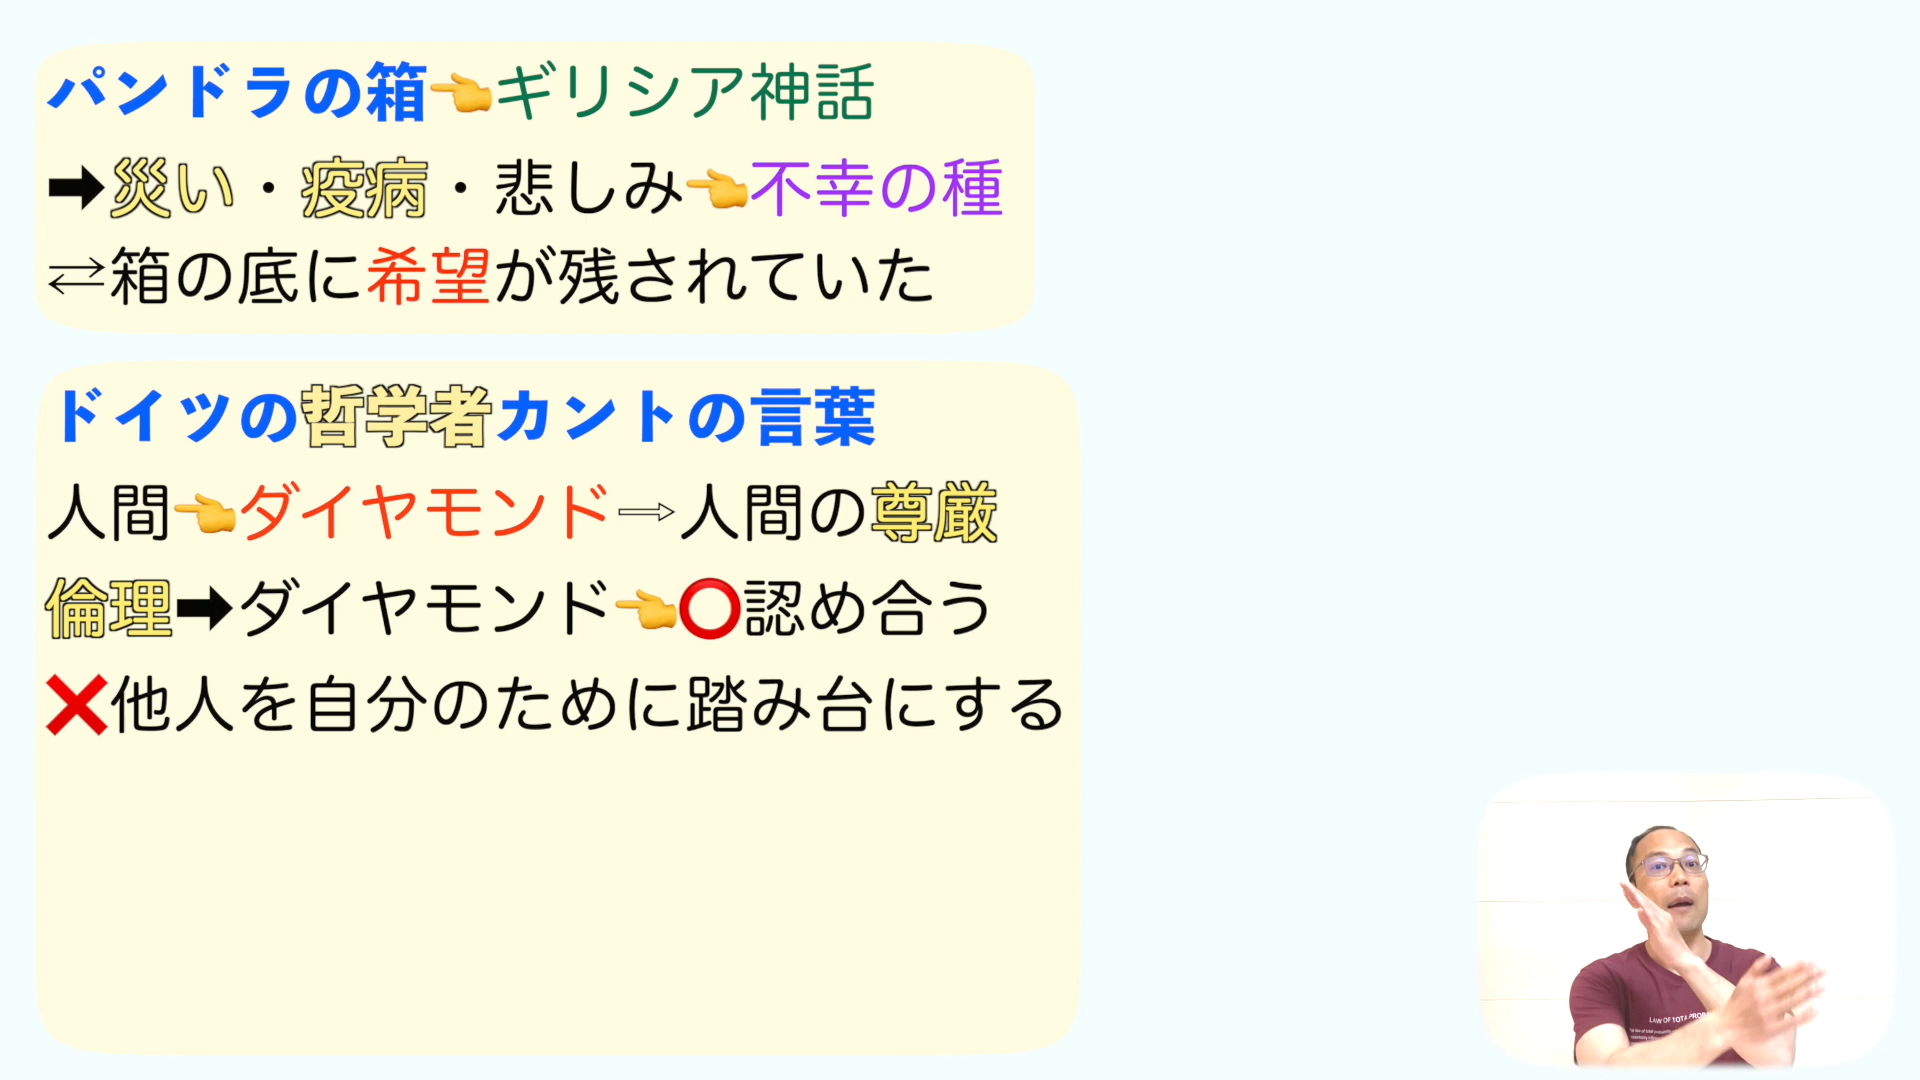 パンドラの箱👈ギリシア神話
➡災い・疫病・悲しみ👈不幸の種
⇄箱の底に希望が残されていた
ドイツの哲学者カントの言葉
人間👈ダイヤモンド⇒人間の尊厳
倫理➡ダイヤモンド👈⭕認め合う
❌他人を自分のために踏み台にする
LAW OF TOTA